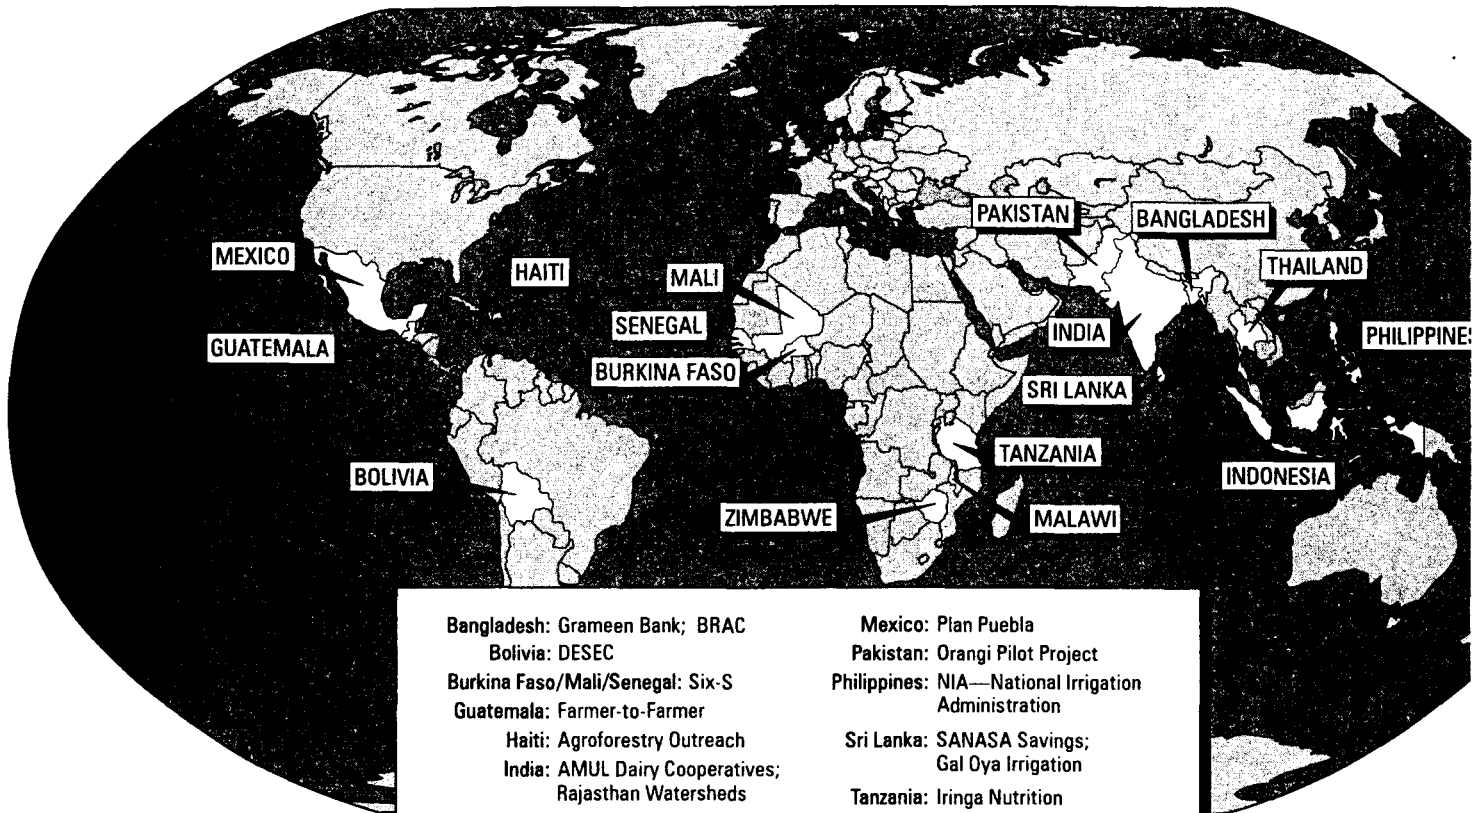 PAKISTAN
BANGLADESH
MEXICO
HAITI
MALI
THAILAND
SENEGAL
INDIA
PHILIPPINES
GUATEMALA
BURKINA FASO
SRI LANKA
TANZANIA
BOLIVIA
INDONESIA
ZIMBABWE
MALAWI
Bangladesh: Grameen Bank; BRAC
Bolivia: DESEC
Burkina Faso/Mali/Senegal: Six-S
Guatemala: Farmer-to-Farmer
Haiti: Agroforestry Outreach
India: AMUL Dairy Cooperatives;
Rajasthan Watersheds
Mexico: Plan Puebla
Pakistan: Orangi Pilot Project
Philippines: NIA—National Irrigation
Administration
Sri Lanka: SANASA Savings;
Gal Oya Irrigation
Tanzania: Iringa Nutrition